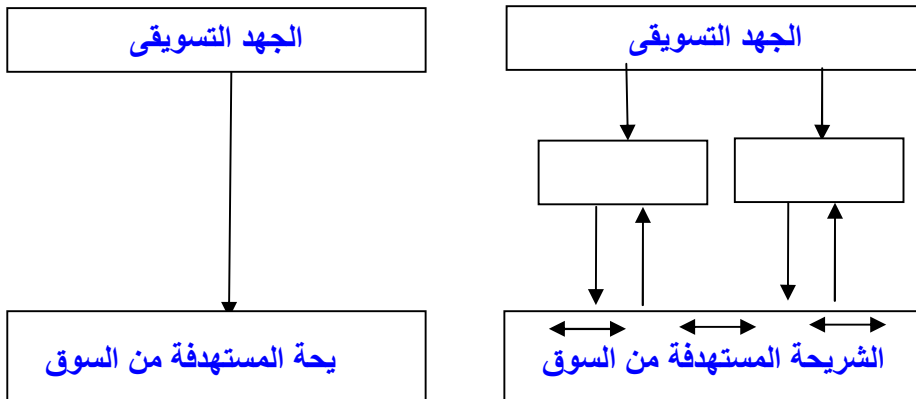 الجهد التسويقى
الجهد التسويقى
الشريحة المستهدفة من السوق
يحة المستهدفة من السوق